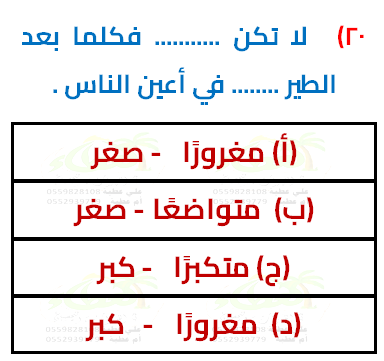 ٢٠) لا تكن ........... فكلما بعد
الطير ........ في أعين الناس .
(أ) مغرورًا - صغر
(ب) متواضعًا - صغر
(ج) متكبرًا - كبر
(د) مغرورًا - كبر